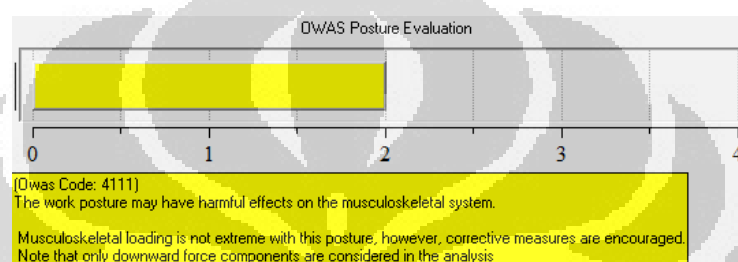 OWAS Posture Evaluation
0 1 2 3 4
(Owas Code: 4111)
The work posture may have harmful effects on the musculoskeletal system.
Musculoskeletal loading is not extreme with this posture, however, corrective measures are encouraged.
Note that only downward force components are considered in the analysis